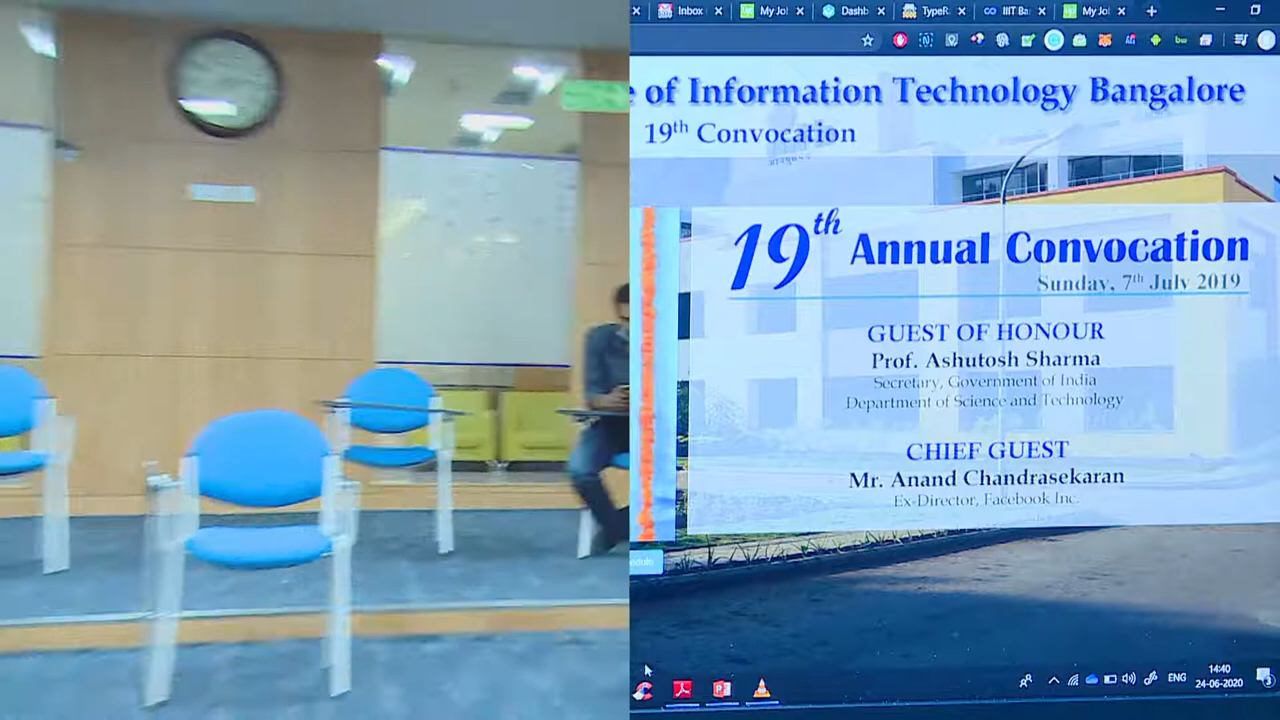 Inbox
My Jol
Dashb
TypeR
IIIT Ba
My Jol
e of Information Technology Bangalore
19th Convocation
19th Annual Convocation
Sunday, 7th July 2019
GUEST OF HONOUR
Prof. Ashutosh Sharma
Secretary, Government of India
Department of Science and Technology
CHIEF GUEST
Mr. Anand Chandrasekaran
Ex-Director, Facebook Inc.
ENG
14:40
24-06-2020